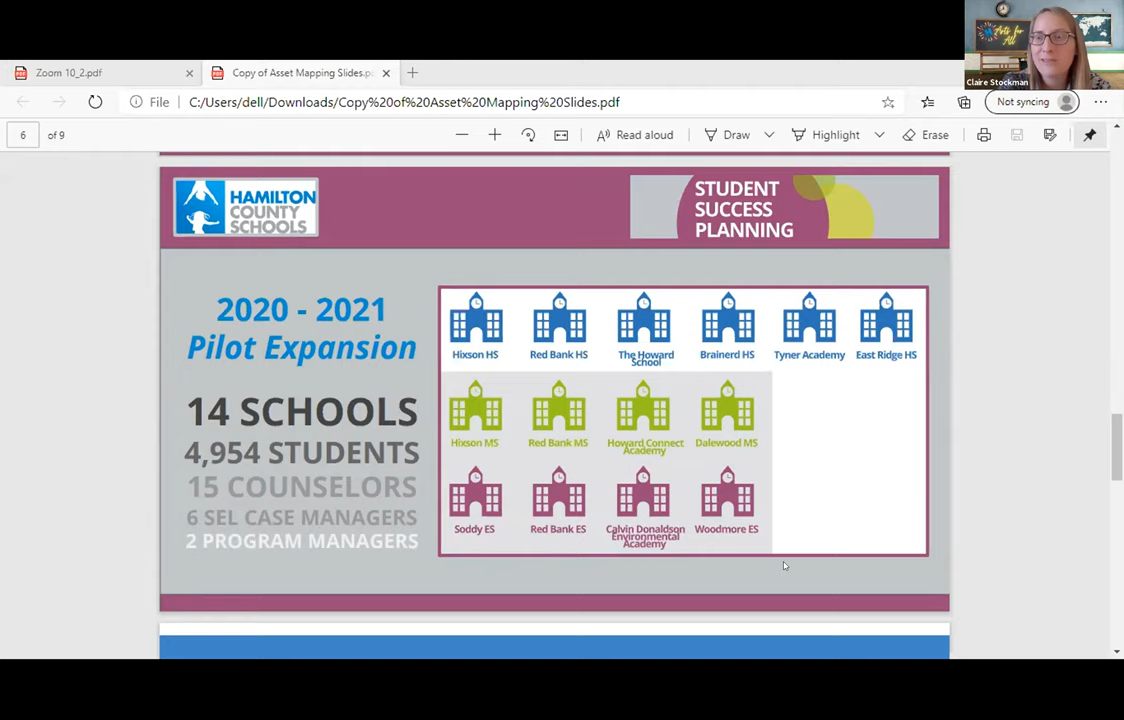 Arts for
All
Claire Stockman
Zoom 10_2.pdf
Copy of Asset Mapping Slides.p
File
C:/Users/dell/Downloads/Copy%20of%20Asset%20Mapping%20Slides.pdf
Not syncing
6 of 9
Read aloud
Draw
Highlight
Erase
HAMILTON
COUNTY
SCHOOLS
STUDENT
SUCCESS
PLANNING
2020 - 2021
Pilot Expansion
14 SCHOOLS
4,954 STUDENTS
15 COUNSELORS
6 SEL CASE MANAGERS
2 PROGRAM MANAGERS
Hixson HS
Red Bank HS
The Howard
School
Brainerd HS
Tyner Academy
East Ridge HS
Hixson MS
Red Bank MS
Howard Connect
Academy
Dalewood MS
Soddy ES
Red Bank ES
Calvin Donaldson
Environmental
Academy
Woodmore ES